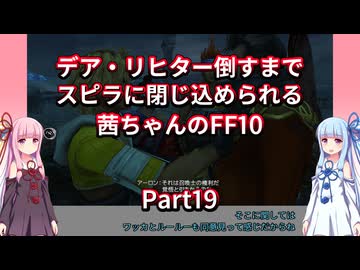 デア・リヒター倒すまで
スピラに閉じ込められる
茜ちゃんのFF10
アーロン：それは召喚士の権利だ
Part19
そこに関しては
ワッカとルールーも同意見って感じだからね